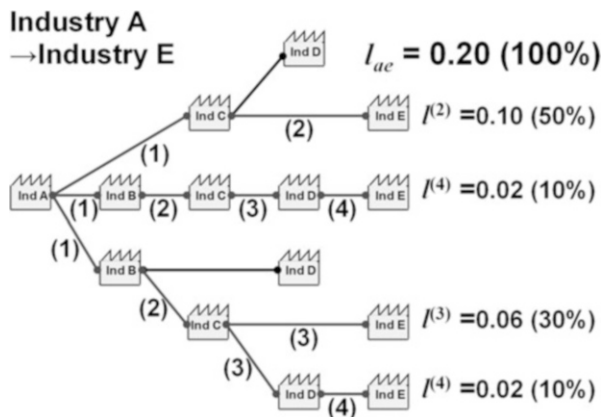 Industry A
→Industry E
Ind D
l_ae = 0.20 (100%)
Ind C
(2)
Ind E
l^(2) =0.10 (50%)
(1)
Ind A
(1)
Ind B
(2)
Ind C
(3)
Ind D
(4)
Ind E
l^(4) =0.02 (10%)
(1)
Ind B
Ind D
(2)
Ind C
(3)
Ind E
l^(3) =0.06 (30%)
(3)
Ind D
(4)
Ind E
l^(4) =0.02 (10%)